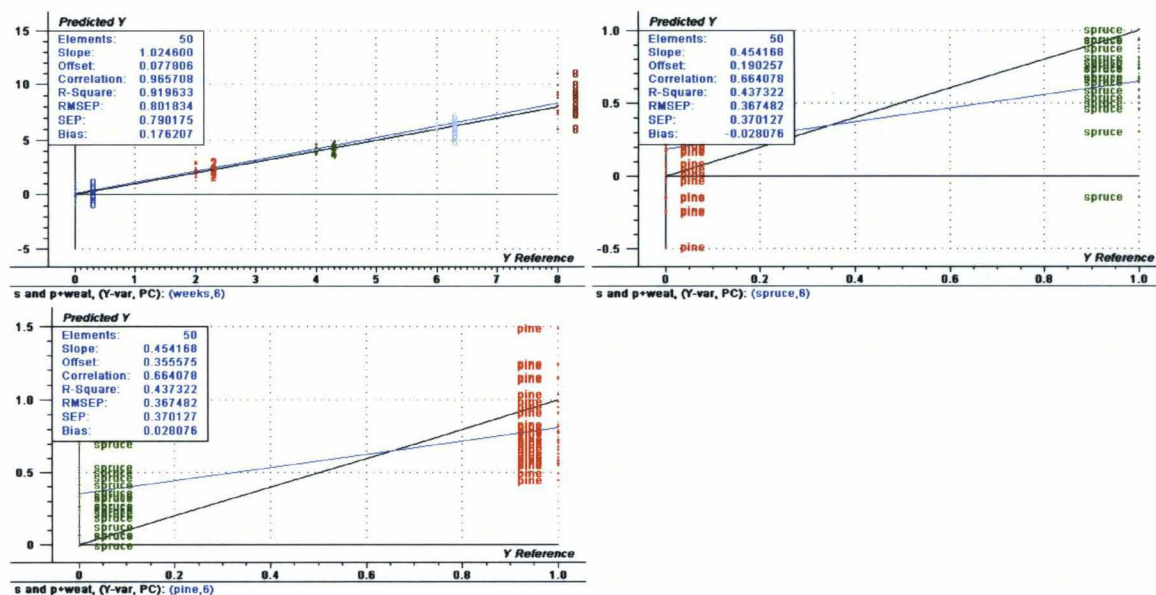 Predicted Y
Elements: 50
Slope: 1.024600
Offset: 0.077806
Correlation: 0.965708
R-Square: 0.919633
RMSEP: 0.801834
SEP: 0.790175
Bias: 0.176207
15
10
5
0
-5
0 1 2 3 4 5 6 7 8
Y Reference
s and p+weat, (Y-var, PC): (weeks,6)
Predicted Y
Elements: 50
Slope: 0.454168
Offset: 0.190257
Correlation: 0.664078
R-Square: 0.437322
RMSEP: 0.367482
SEP: 0.370127
Bias: -0.028076
1.0
0.5
0
-0.5
spruce
spruce
spruce
pine
pine
pine
0 0.2 0.4 0.6 0.8 1.0
Y Reference
s and p+weat, (Y-var, PC): (spruce,6)
Predicted Y
Elements: 50
Slope: 0.454168
Offset: 0.355575
Correlation: 0.664078
R-Square: 0.437322
RMSEP: 0.367482
SEP: 0.370127
Bias: 0.028076
1.5
1.0
0.5
0
pine
pine
pine
pine
spruce
spruce
spruce
spruce
0 0.2 0.4 0.6 0.8 1.0
Y Reference
s and p+weat, (Y-var, PC): (pine,6)